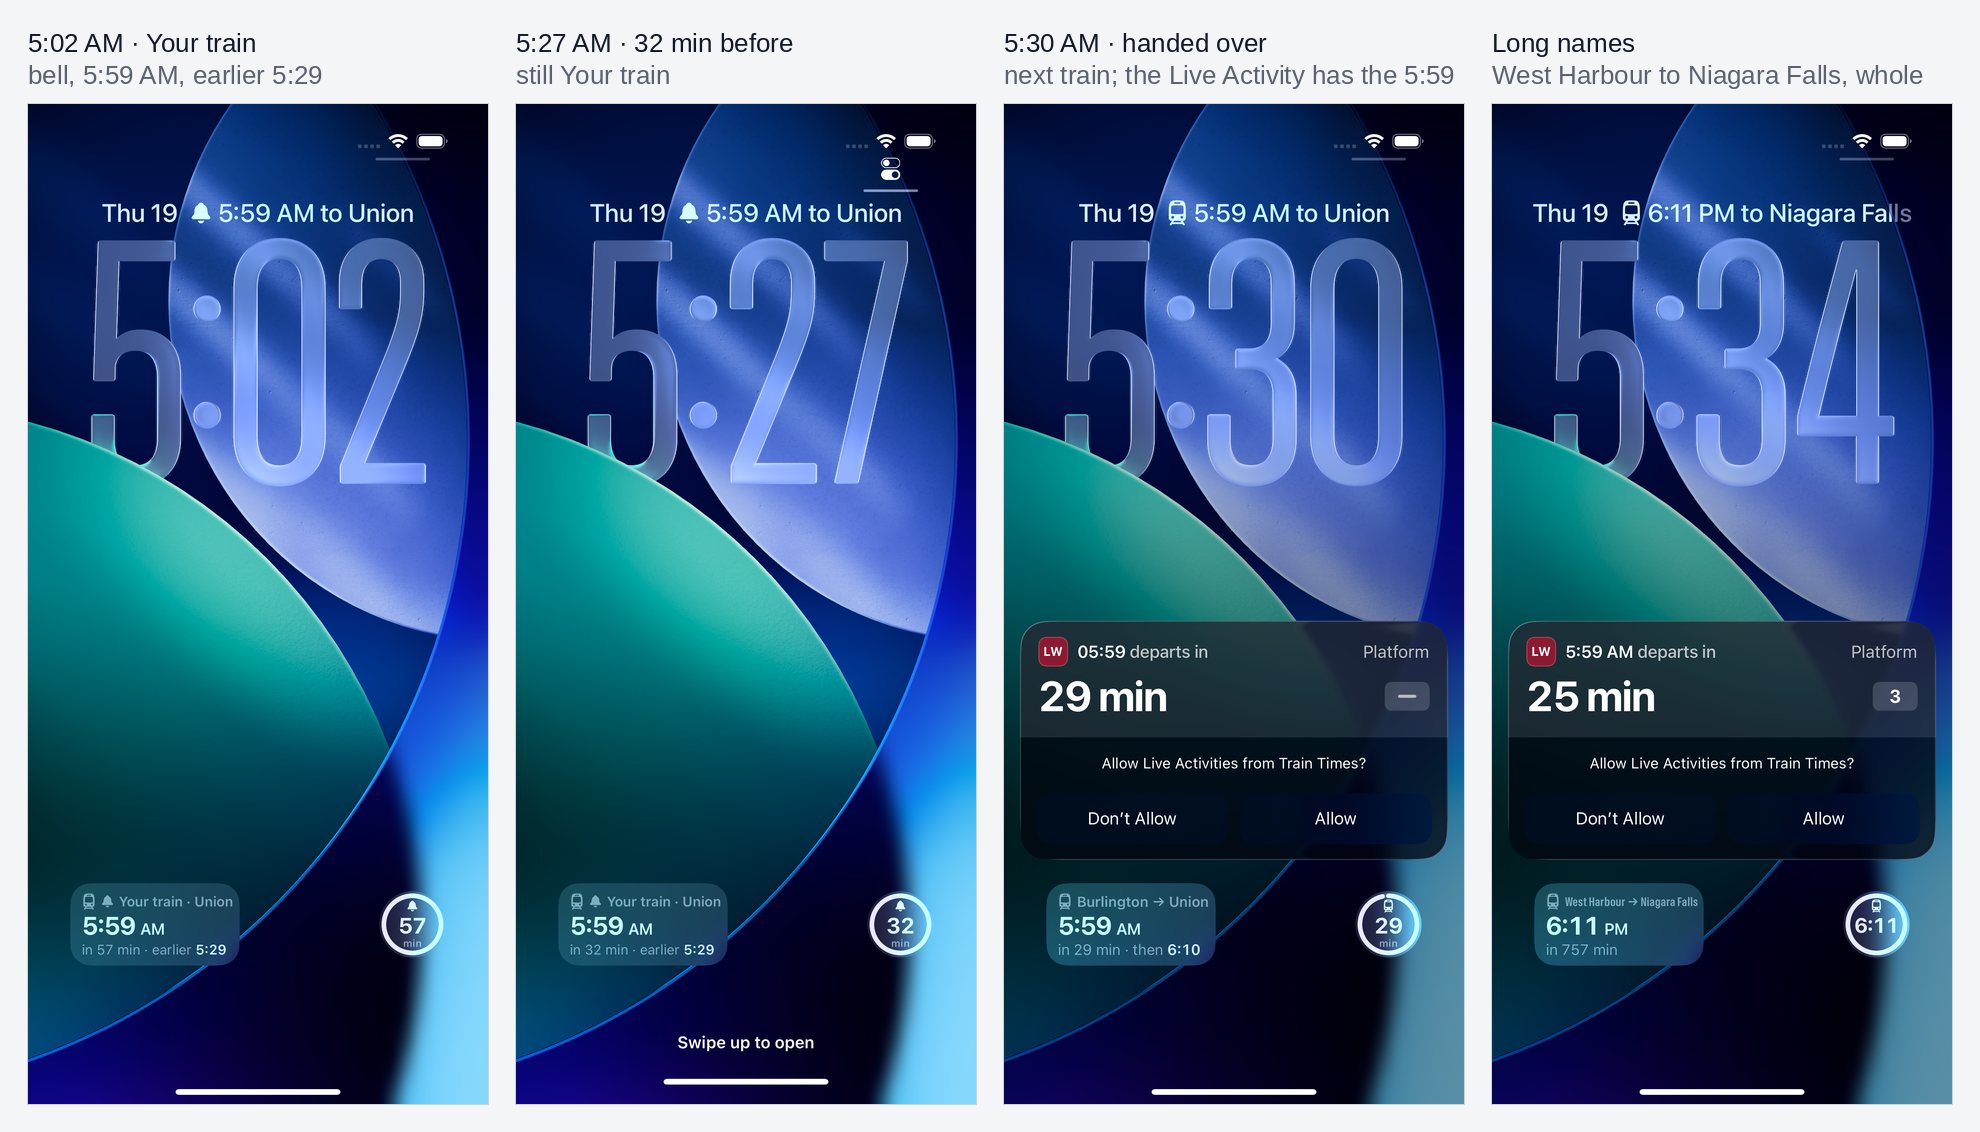 5:02 AM · Your train
bell, 5:59 AM, earlier 5:29
Thu 19 5:59 AM to Union
5:02
Your train · Union
5:59 AM
in 57 min · earlier 5:29
57
min
5:27 AM · 32 min before
still Your train
Thu 19 5:59 AM to Union
5:27
Your train · Union
5:59 AM
in 32 min · earlier 5:29
32
min
Swipe up to open
5:30 AM · handed over
next train; the Live Activity has the 5:59
Thu 19 5:59 AM to Union
5:30
LW 05:59 departs in
Platform
29 min
—
Allow Live Activities from Train Times?
Don’t Allow
Allow
Burlington → Union
5:59 AM
in 29 min · then 6:10
29
min
Long names
West Harbour to Niagara Falls, whole
Thu 19 6:11 PM to Niagara Falls
5:34
LW 5:59 AM departs in
Platform
25 min
3
Allow Live Activities from Train Times?
Don’t Allow
Allow
West Harbour → Niagara Falls
6:11 PM
in 757 min
6:11